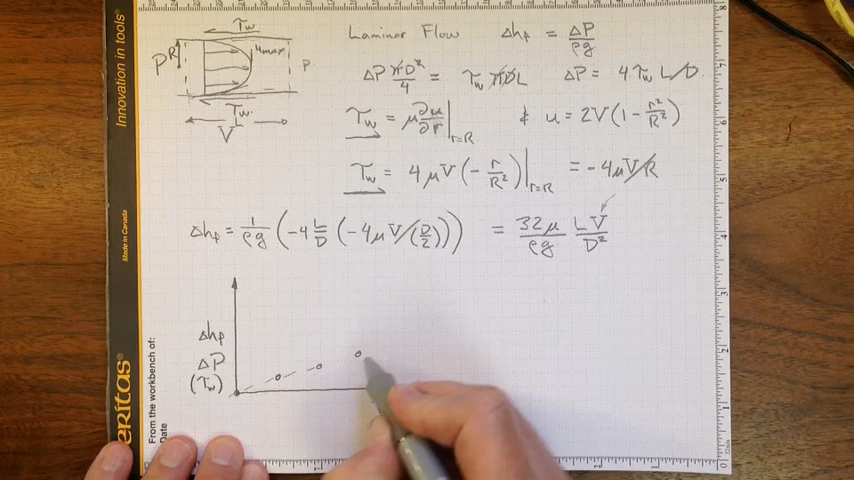 Innovation in tools
Made in Canada
eritas®
From the workbench of:
Date
Laminar Flow Δh_f = ΔP/ρg
τ_w
P R u_max P
τ_w
L
V
ΔP πD²/4 = τ_w πDL ΔP = 4τ_w L/D
τ_w = μ ∂u/∂r |_{r=R} & u = 2V(1 - r²/R²)
τ_w = 4μV(-r/R²)|_{r=R} = -4μV/R
Δh_f = 1/ρg (-4 L/D (-4μV/(D/2))) = 32μ/ρg LV/D²
Δh_f
ΔP
(τ_w)